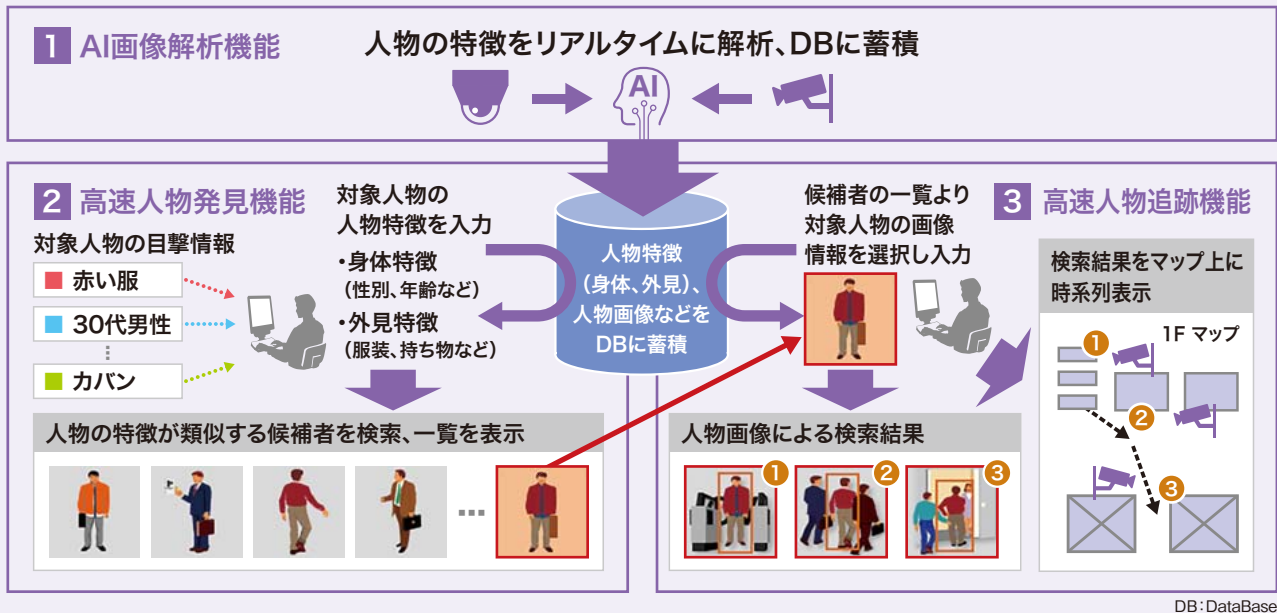 1 AI画像解析機能
人物の特徴をリアルタイムに解析、DBに蓄積
AI
2 高速人物発見機能
対象人物の目撃情報
赤い服
30代男性
⋮
カバン
対象人物の
人物特徴を入力
・身体特徴
(性別、年齢など)
・外見特徴
(服装、持ち物など)
人物の特徴が類似する候補者を検索、一覧を表示
…
人物特徴
(身体、外見)、
人物画像などを
DBに蓄積
候補者の一覧より
対象人物の画像
情報を選択し入力
人物画像による検索結果
1
2
3
3 高速人物追跡機能
検索結果をマップ上に
時系列表示
1F マップ
1
2
3
DB:DataBase